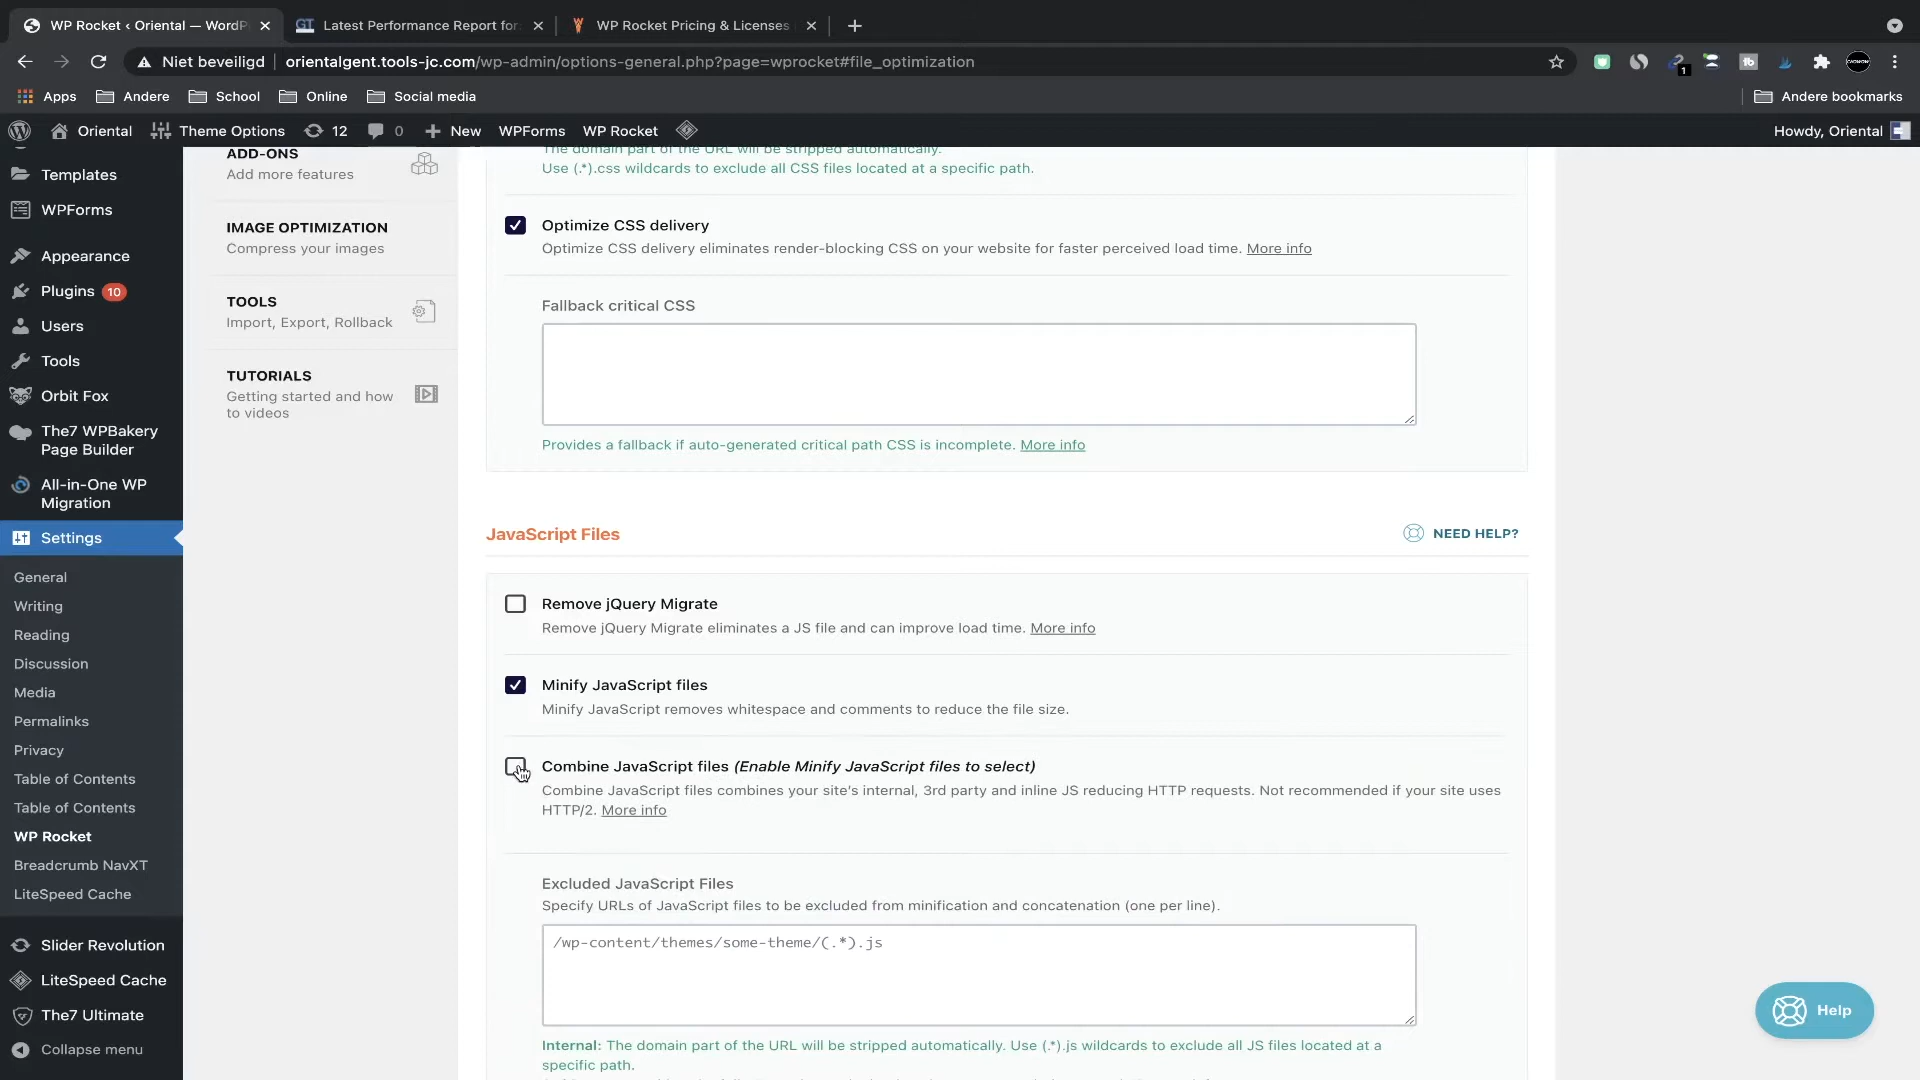 WP Rocket ‹ Oriental — WordP
Latest Performance Report for:
WP Rocket Pricing & Licenses
Niet beveiligd
orientalgent.tools-jc.com/wp-admin/options-general.php?page=wprocket#file_optimization
1
Apps
Andere
School
Online
Social media
Andere bookmarks
Oriental
Theme Options
12
0
New
WPForms
WP Rocket
Howdy, Oriental
Templates
WPForms
Appearance
Plugins 10
Users
Tools
Orbit Fox
The7 WPBakery
Page Builder
All-in-One WP
Migration
Settings
General
Writing
Reading
Discussion
Media
Permalinks
Privacy
Table of Contents
Table of Contents
WP Rocket
Breadcrumb NavXT
LiteSpeed Cache
Slider Revolution
LiteSpeed Cache
The7 Ultimate
Collapse menu
ADD-ONS
Add more features
IMAGE OPTIMIZATION
Compress your images
TOOLS
Import, Export, Rollback
TUTORIALS
Getting started and how
to videos
The domain part of the URL will be stripped automatically.
Use (.*).css wildcards to exclude all CSS files located at a specific path.
Optimize CSS delivery
Optimize CSS delivery eliminates render-blocking CSS on your website for faster perceived load time. More info
Fallback critical CSS
Provides a fallback if auto-generated critical path CSS is incomplete. More info
JavaScript Files
NEED HELP?
Remove jQuery Migrate
Remove jQuery Migrate eliminates a JS file and can improve load time. More info
Minify JavaScript files
Minify JavaScript removes whitespace and comments to reduce the file size.
Combine JavaScript files (Enable Minify JavaScript files to select)
Combine JavaScript files combines your site's internal, 3rd party and inline JS reducing HTTP requests. Not recommended if your site uses
HTTP/2. More info
Excluded JavaScript Files
Specify URLs of JavaScript files to be excluded from minification and concatenation (one per line).
/wp-content/themes/some-theme/(.*).js
Internal: The domain part of the URL will be stripped automatically. Use (.*).js wildcards to exclude all JS files located at a
specific path.
Help